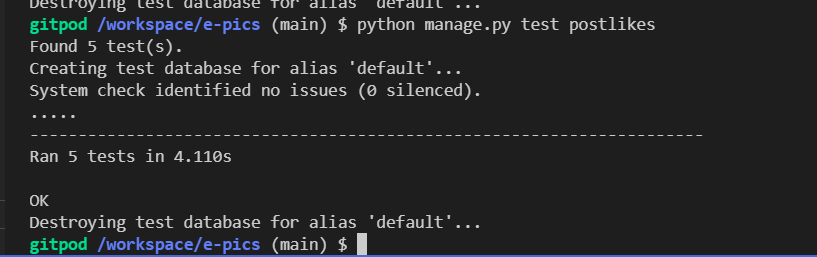 Destroying test database for alias 'default'...
gitpod /workspace/e-pics (main) $ python manage.py test postlikes
Found 5 test(s).
Creating test database for alias 'default'...
System check identified no issues (0 silenced).
.....
----------------------------------------------------------------------
Ran 5 tests in 4.110s
OK
Destroying test database for alias 'default'...
gitpod /workspace/e-pics (main) $